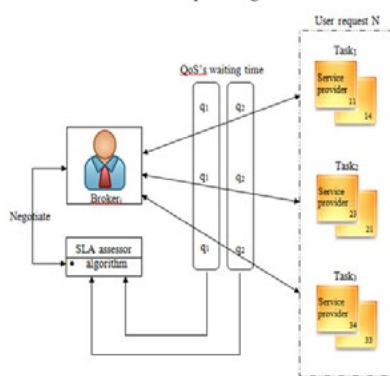 User request N
Task1
QoS's waiting time
Service
provider
11
14
q1
q2
Task2
q1
q2
Service
provider
23
21
Broker1
Negotiate
SLA assessor
• algorithm
q1
q2
Task3
Service
provider
34
33